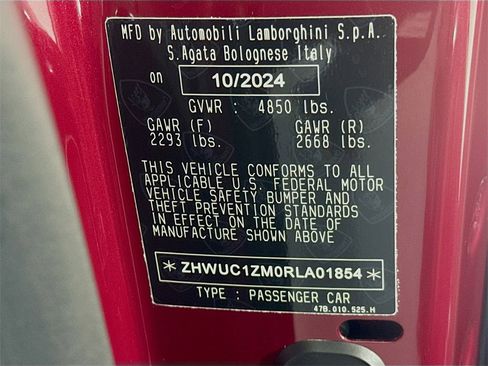 MFD by Automobili Lamborghini S.p.A.
S.Agata Bolognese Italy
on 10/2024
GVWR : 4850 lbs.
GAWR (F) GAWR (R)
2293 lbs. 2668 lbs.
THIS VEHICLE CONFORMS TO ALL
APPLICABLE U.S. FEDERAL MOTOR
VEHICLE SAFETY BUMPER AND
THEFT PREVENTION STANDARDS
IN EFFECT ON THE DATE OF
MANUFACTURE SHOWN ABOVE
*ZHWUC1ZM0RLA01854*
TYPE : PASSENGER CAR
47B.010.525.H